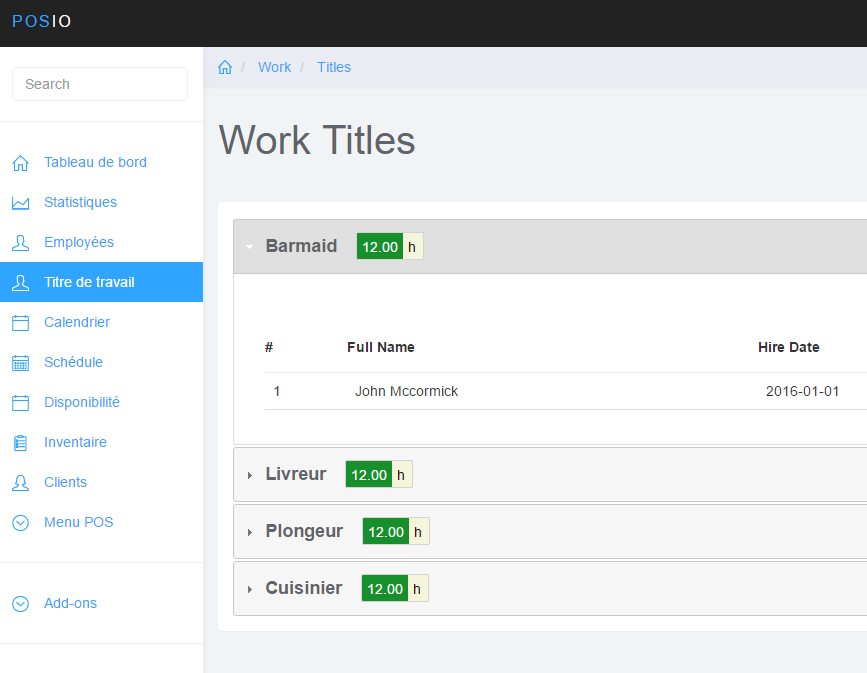 POSIO
Search
Tableau de bord
Statistiques
Employées
Titre de travail
Calendrier
Schédule
Disponibilité
Inventaire
Clients
Menu POS
Add-ons
/ Work / Titles
Work Titles
Barmaid 12.00 h
# Full Name Hire Date
1 John Mccormick 2016-01-01
Livreur 12.00 h
Plongeur 12.00 h
Cuisinier 12.00 h